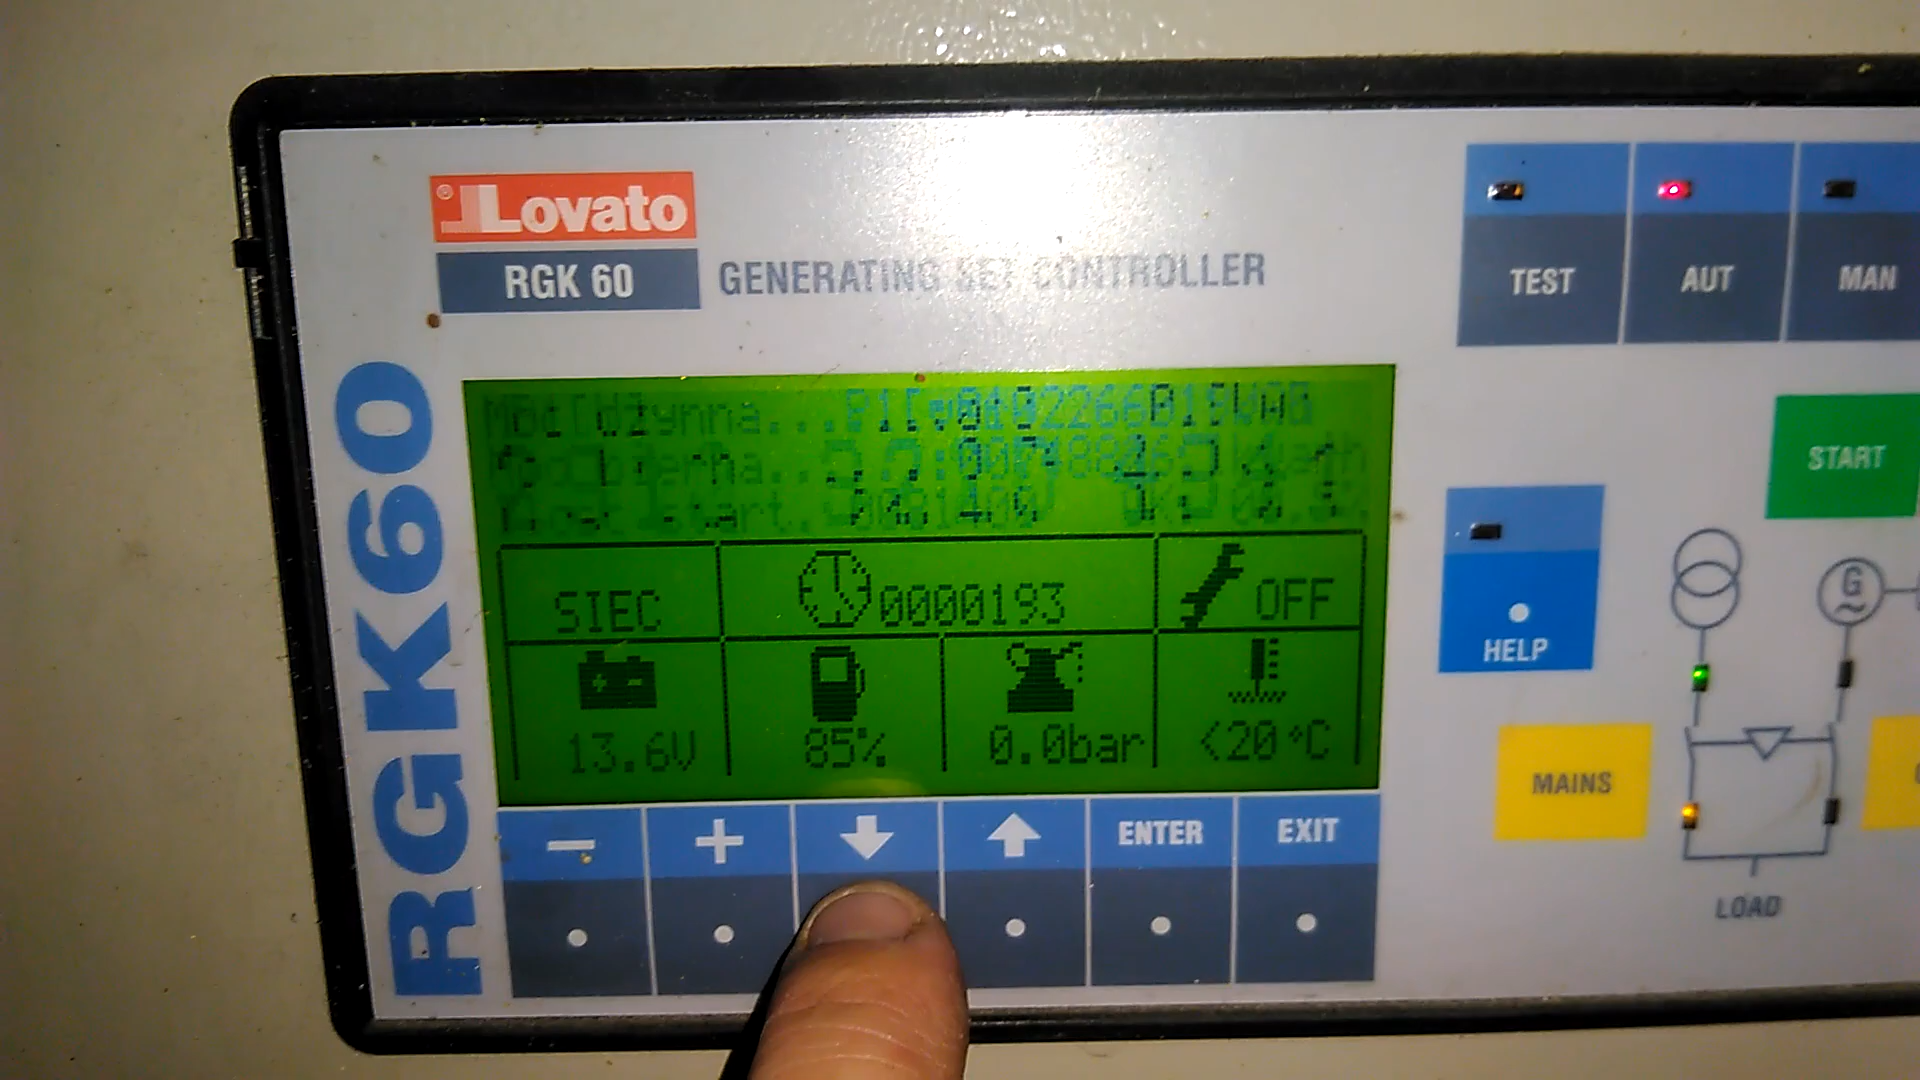 Lovato
RGK 60
GENERATING SET CONTROLLER
RGK60
TEST
AUT
MAN
START
HELP
SIEC
0000193
OFF
13.6V
85%
0.0bar
<20°C
G
MAINS
LOAD
ENTER
EXIT